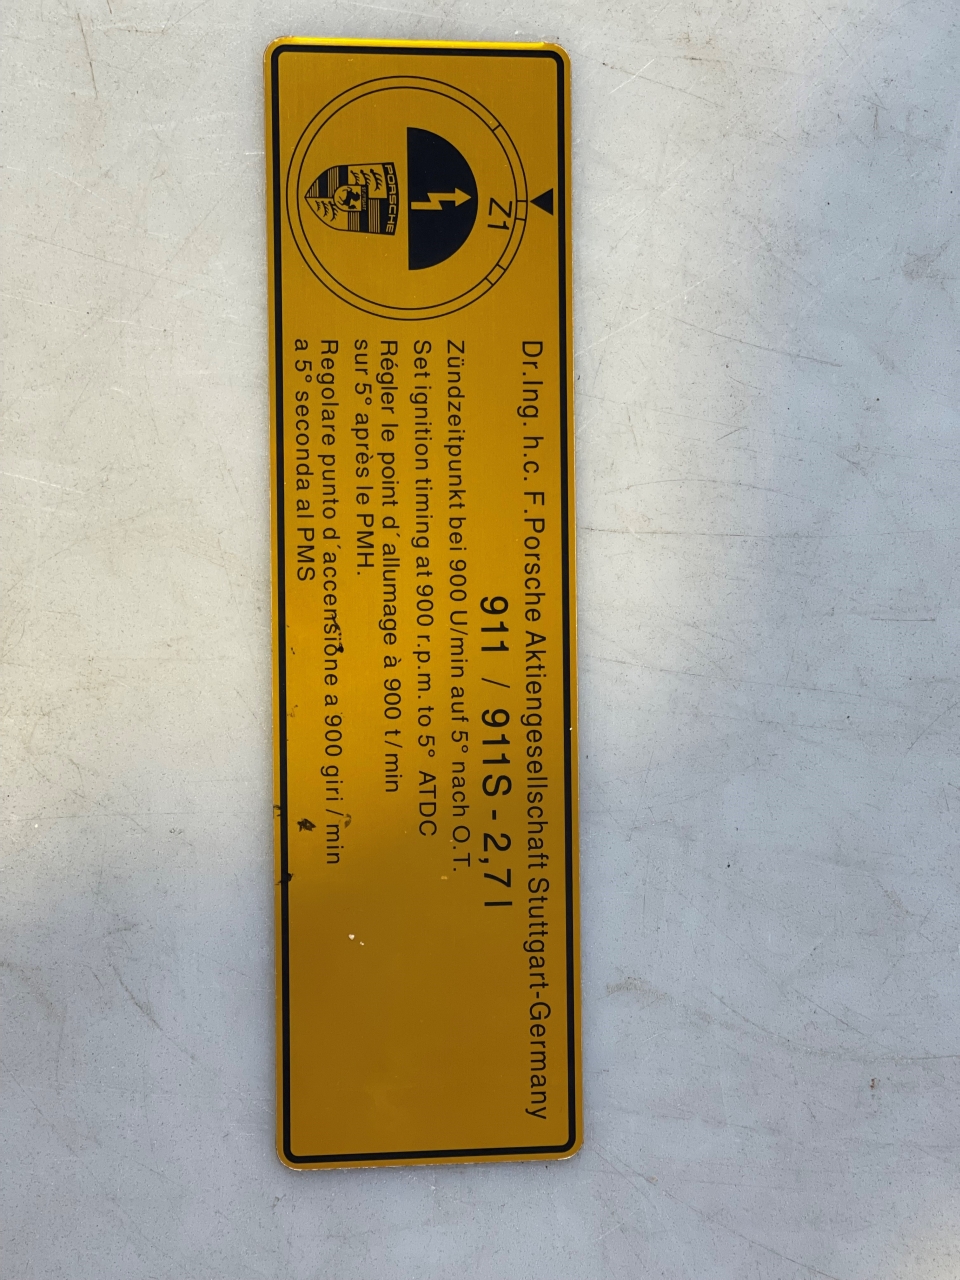 Z1
PORSCHE
Dr.Ing. h.c. F.Porsche Aktiengesellschaft Stuttgart-Germany
911 / 911S - 2,7 l
Zündzeitpunkt bei 900 U/min auf 5° nach O.T.
Set ignition timing at 900 r.p.m. to 5° ATDC
Régler le point d´allumage à 900 t/min
sur 5° après le PMH.
Regolare punto d´accensione a 900 giri/min
a 5° seconda al PMS